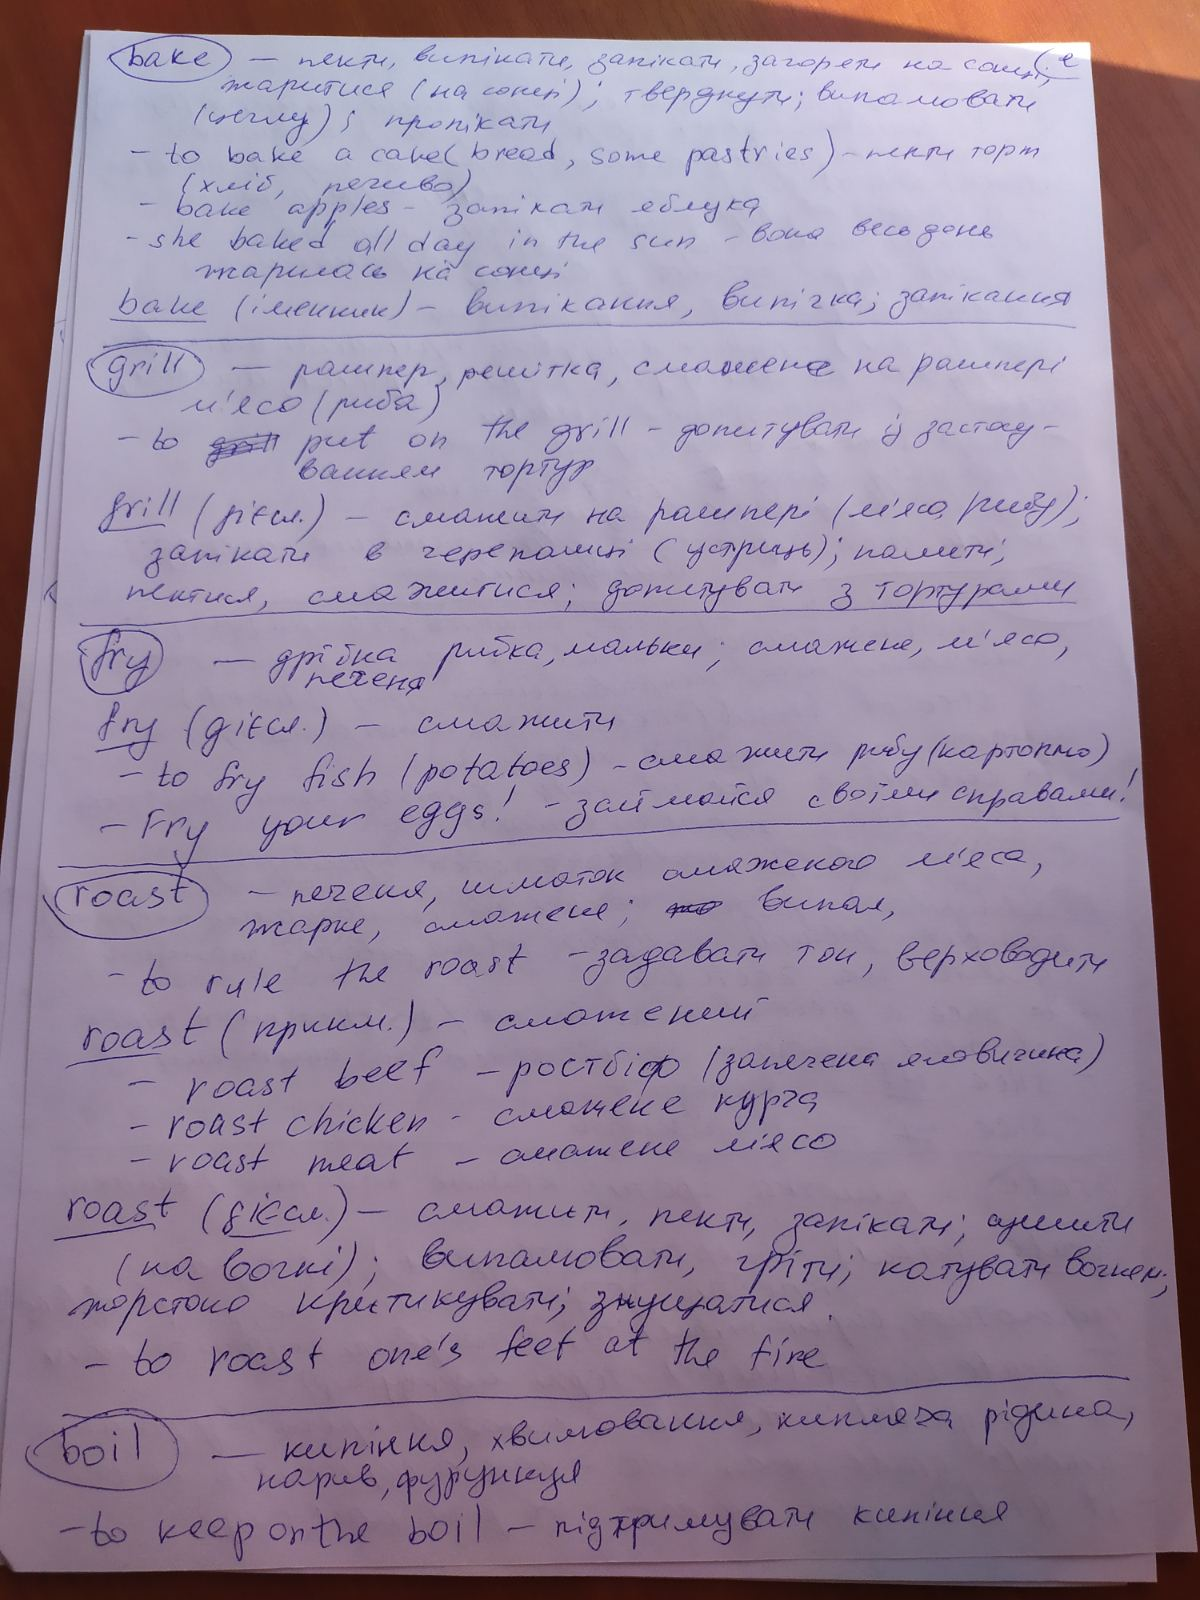 bake — пекти, випікати, запікати, загорати на сонці,
жаритися (на сонці); тверднути; випалювати
(цеглу); пропікати
- to bake a cake (bread, some pastries) - пекти торт
(хліб, печиво)
- bake apples - запікати яблука
- she baked all day in the sun - вона весь день
жарилась на сонці
bake (іменник) - випікання, випічка; запікання
grill — рашпер, решітка, смажене на рашпері
м'ясо (риба)
- to put on the grill - допитувати із застосу-
ванням тортур
grill (дієсл.) - смажити на рашпері (м'ясо, рибу);
запікати в черепашці (устриць); палити;
пектися, смажитися; допитувати з тортурами
fry — дрібна рибка, мальки; смажене, м'ясо,
печеня
fry (дієсл.) - смажити
- to fry fish (potatoes) - смажити рибу (картоплю)
- Fry your eggs! - займайся своїми справами!
roast — печеня, шматок смаженого м'яса,
жарке, смажене; випал,
- to rule the roast - задавати тон, верховодити
roast (прикм.) - смажений
- roast beef - ростбіф (запечена яловичина)
- roast chicken - смажене курча
- roast meat - смажене м'ясо
roast (дієсл.) - смажити, пекти, запікати; сушити
(на вогні); випалювати, гріти; катувати вогнем;
жорстоко критикувати; знущатися.
- to roast one's feet at the fire
boil — кипіння, хвилювання, кипляча рідина,
нарив, фурункул
- to keep on the boil - підтримувати кипіння